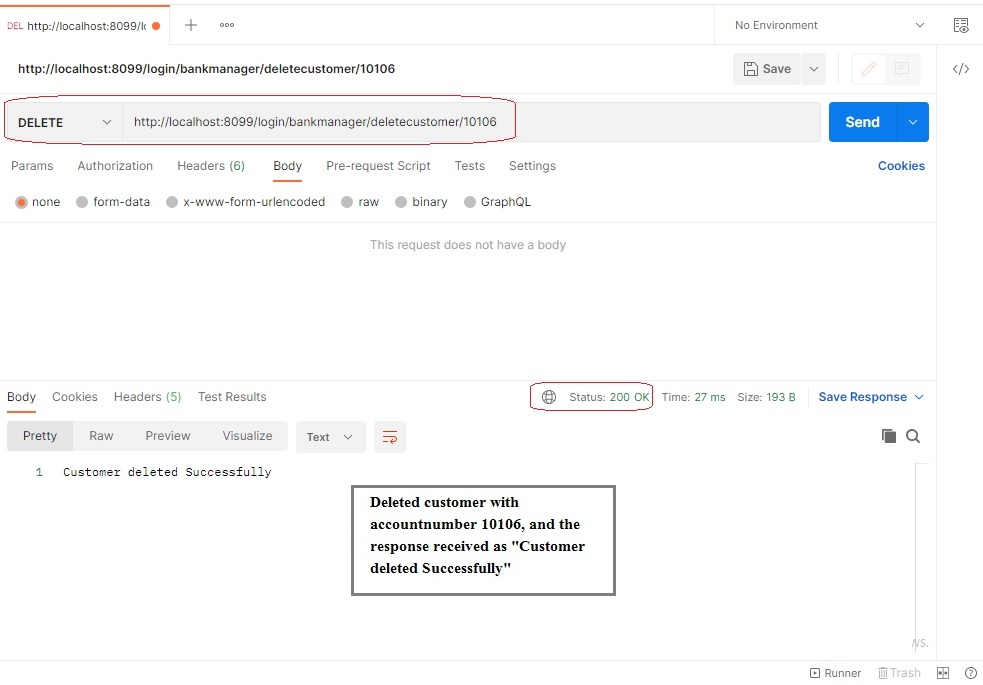 DEL http://localhost:8099/l
No Environment
http://localhost:8099/login/bankmanager/deletecustomer/10106
Save
DELETE http://localhost:8099/login/bankmanager/deletecustomer/10106 Send
Params Authorization Headers (6) Body Pre-request Script Tests Settings Cookies
none form-data x-www-form-urlencoded raw binary GraphQL
This request does not have a body
Body Cookies Headers (5) Test Results Status: 200 OK Time: 27 ms Size: 193 B Save Response
Pretty Raw Preview Visualize Text
1 Customer deleted Successfully
Deleted customer with
accountnumber 10106, and the
response received as "Customer
deleted Successfully"
Runner Trash